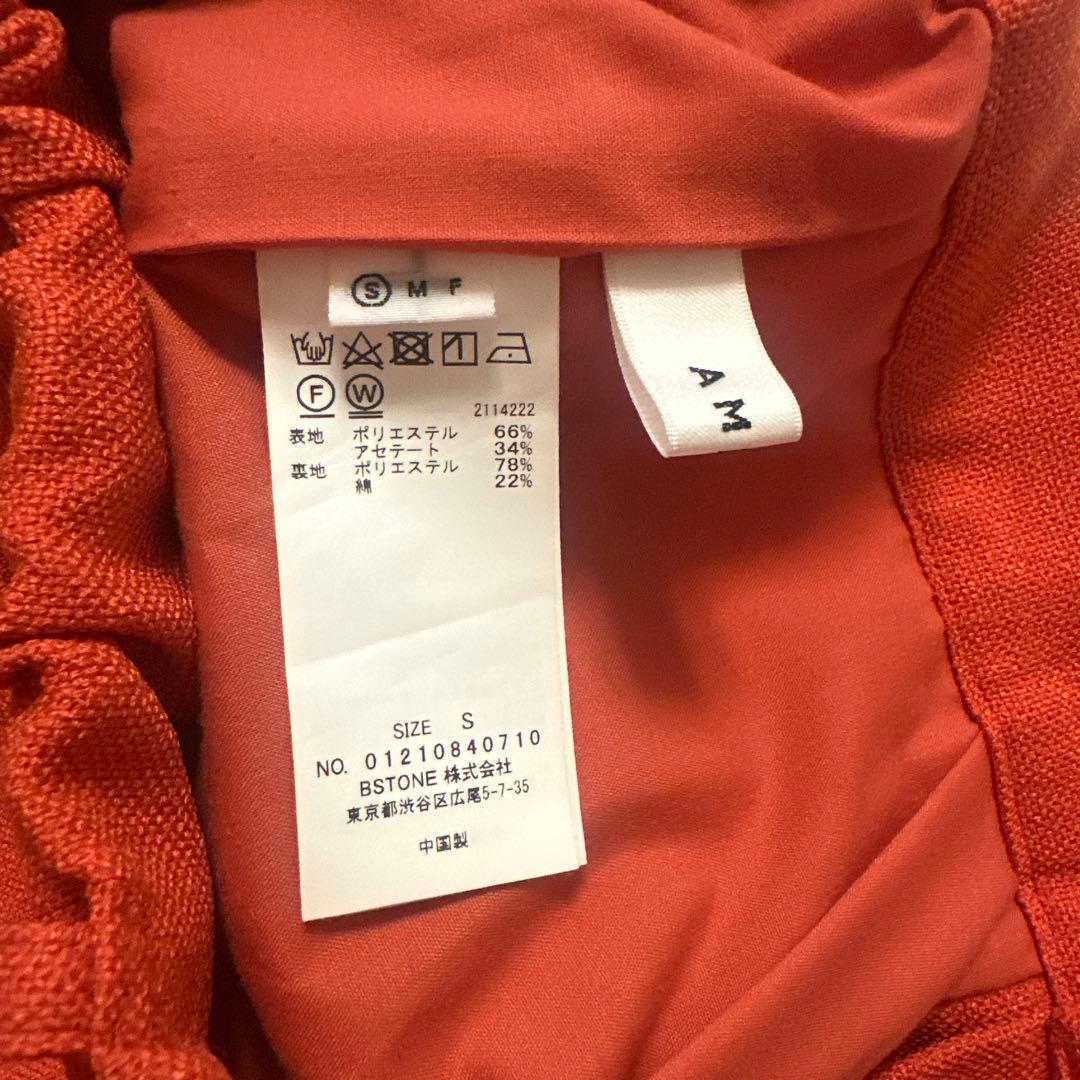 S M F
F W
2114222
表地 ポリエステル 66%
アセテート 34%
裏地 ポリエステル 78%
綿 22%
SIZE S
NO. 01210840710
BSTONE 株式会社
東京都渋谷区広尾5-7-35
中国製
AM